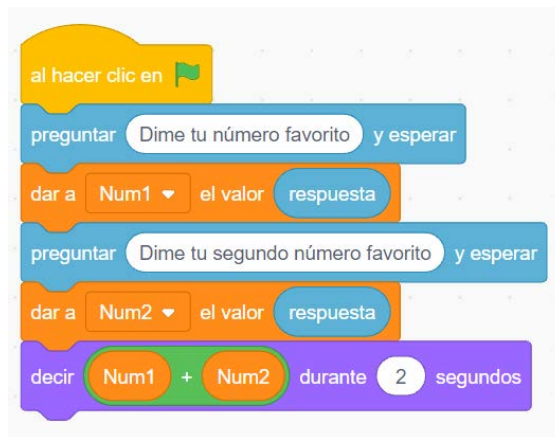 al hacer clic en
preguntar Dime tu número favorito y esperar
dar a Num1 el valor respuesta
preguntar Dime tu segundo número favorito y esperar
dar a Num2 el valor respuesta
decir Num1 + Num2 durante 2 segundos